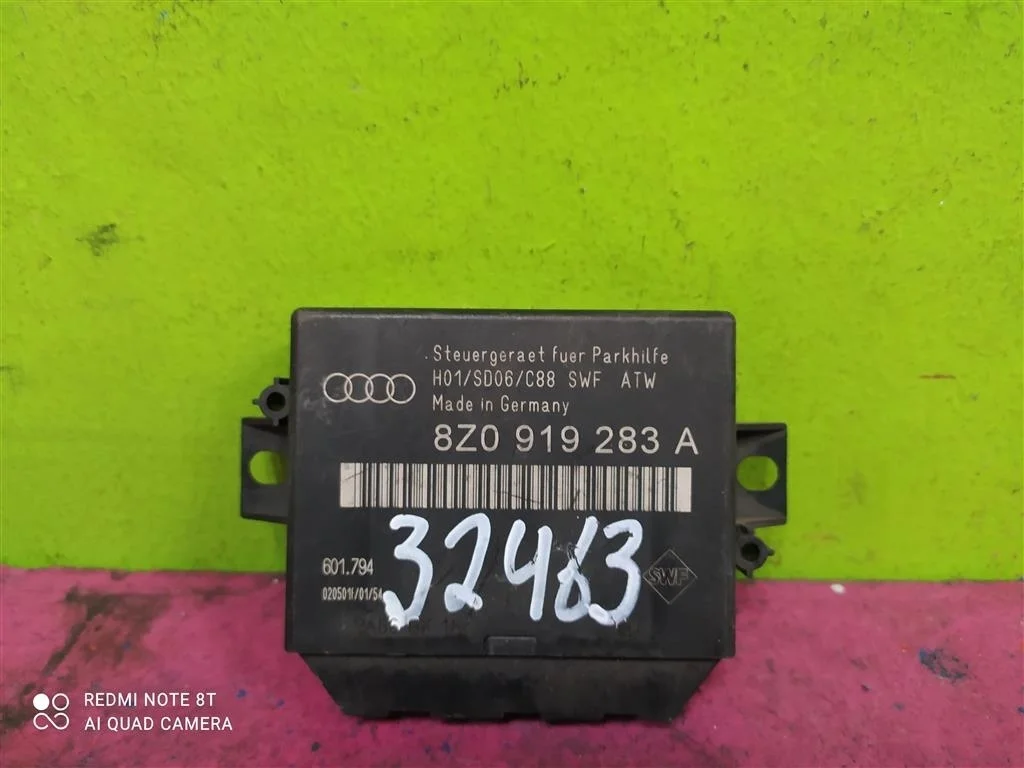 Steuergeraet fuer Parkhilfe
H01/SD06/C88 SWF ATW
Made in Germany
8Z0 919 283 A
32463
601.794
SWF
REDMI NOTE 8T
AI QUAD CAMERA